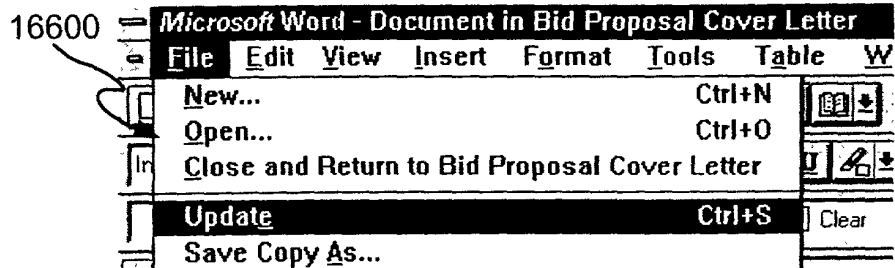 16600
Microsoft Word - Document in Bid Proposal Cover Letter
File Edit View Insert Format Tools Table W
New... Ctrl+N
Open... Ctrl+O
In Close and Return to Bid Proposal Cover Letter U
Update Ctrl+S Clear
Save Copy As...